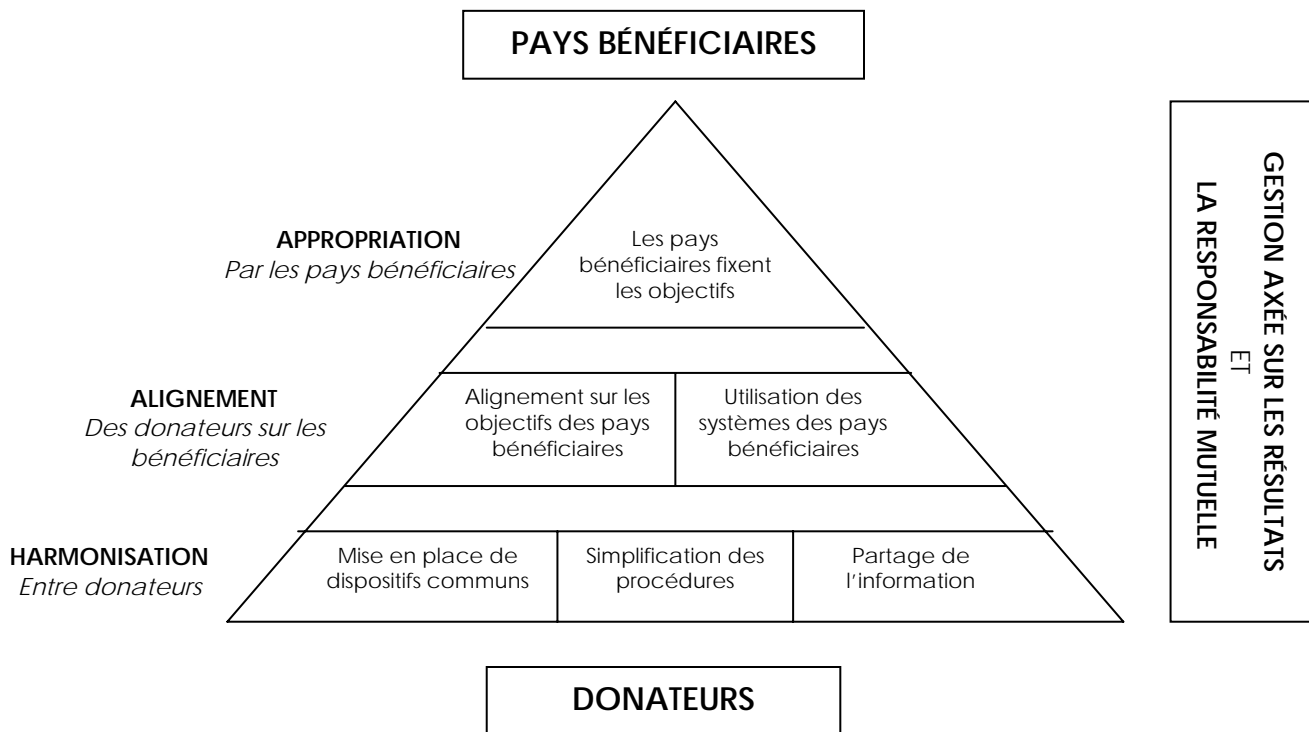 PAYS BÉNÉFICIAIRES
APPROPRIATION
Par les pays bénéficiaires
Les pays
bénéficiaires fixent
les objectifs
ALIGNEMENT
Des donateurs sur les
bénéficiaires
Alignement sur les
objectifs des pays
bénéficiaires
Utilisation des
systèmes des pays
bénéficiaires
HARMONISATION
Entre donateurs
Mise en place de
dispositifs communs
Simplification des
procédures
Partage de
l'information
DONATEURS
GESTION AXÉE SUR LES RÉSULTATS
ET
LA RESPONSABILITÉ MUTUELLE